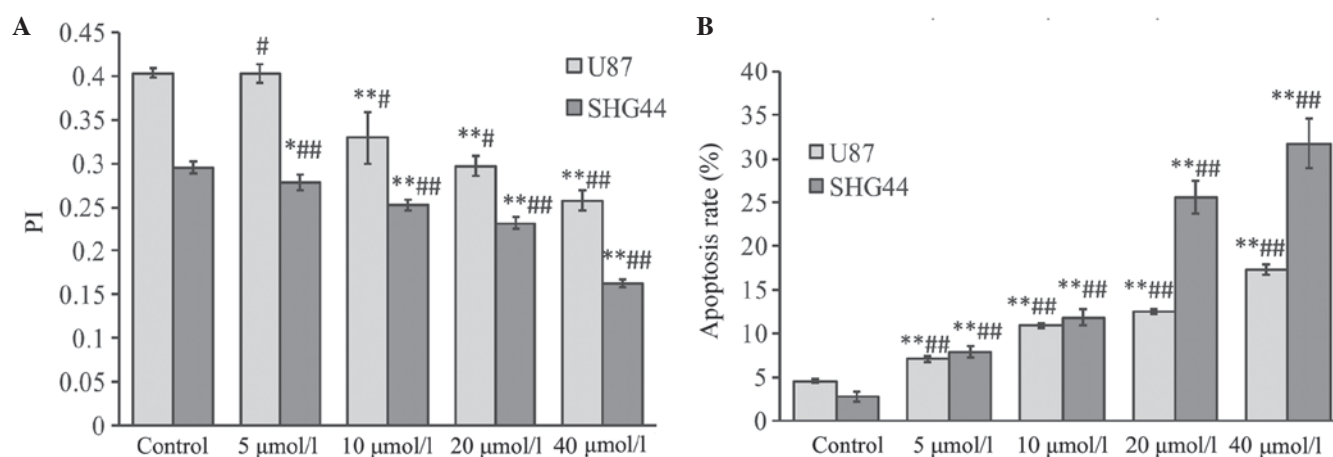 A
0.45
0.4
0.35
0.3
0.25
0.2
0.15
0.1
0.05
0
PI
U87
SHG44
#
*##
**#
**##
**#
**##
**##
**##
Control
5 µmol/l
10 µmol/l
20 µmol/l
40 µmol/l
B
40
35
30
25
20
15
10
5
0
Apoptosis rate (%)
U87
SHG44
**##
**##
**##
**##
**##
**##
**##
**##
Control
5 µmol/l
10 µmol/l
20 µmol/l
40 µmol/l